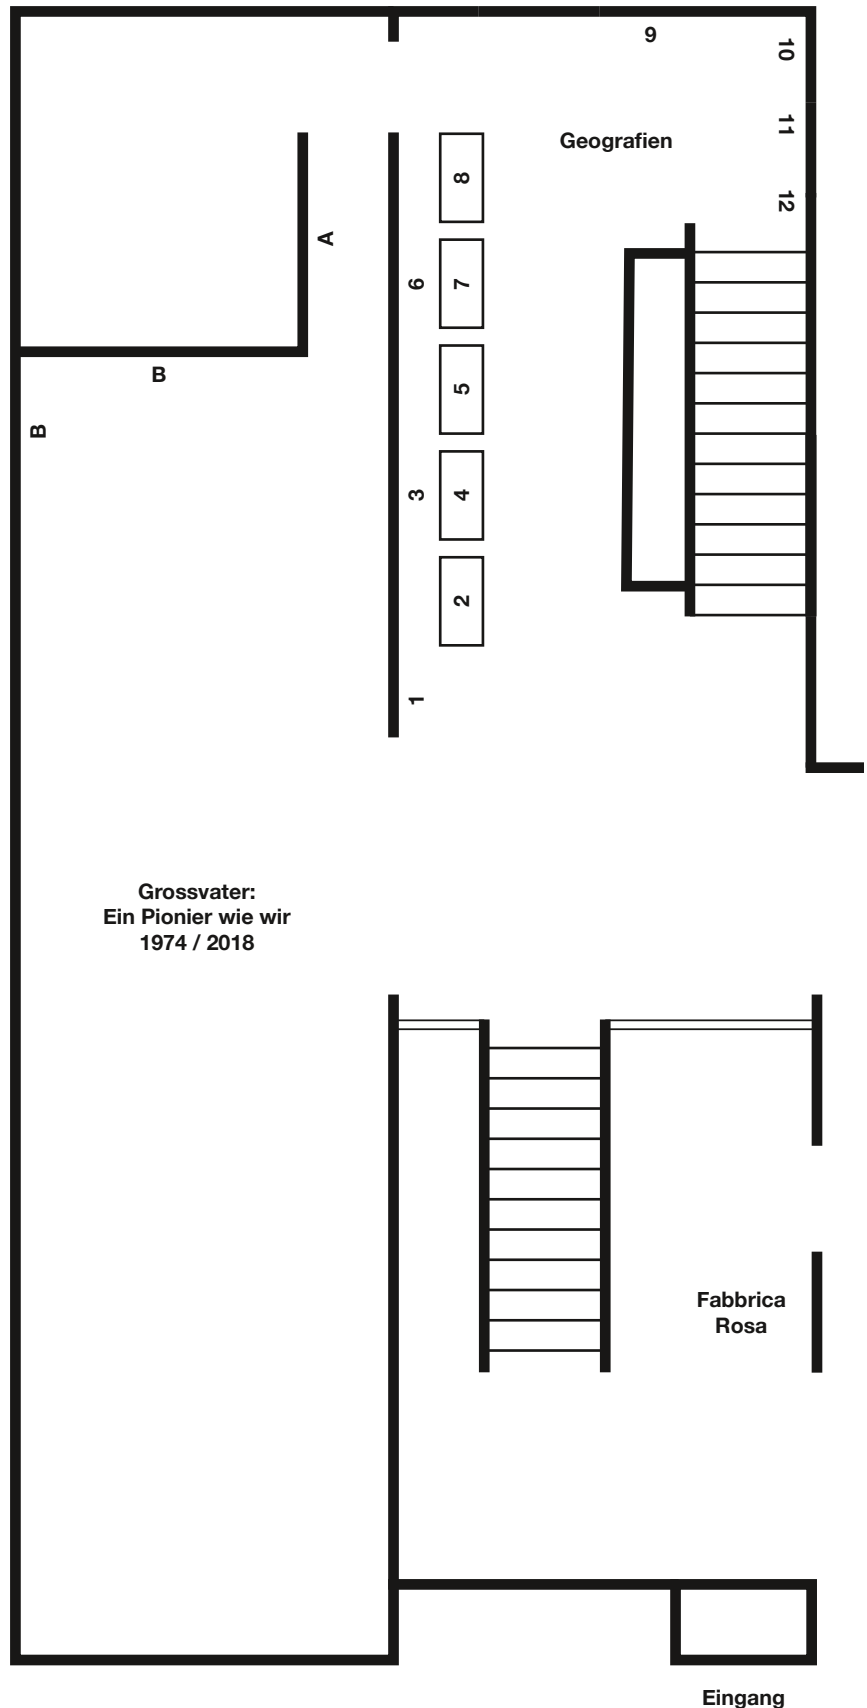 9
10
11
12
Geografien
8
A
6
7
B
5
B
3
4
2
1
Grossvater:
Ein Pionier wie wir
1974 / 2018
Fabbrica
Rosa
Eingang